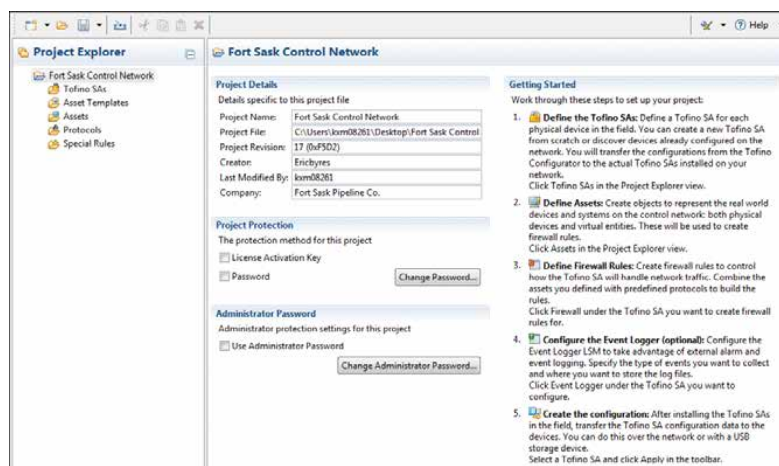 Help
Project Explorer
Fort Sask Control Network
Tofino SAs
Asset Templates
Assets
Protocols
Special Rules
Fort Sask Control Network
Project Details
Details specific to this project file
Project Name: Fort Sask Control Network
Project File: C:\Users\kxm08261\Desktop\Fort Sask Control
Project Revision: 17 (0xF5D2)
Creator: Ericbyres
Last Modified By: kxm08261
Company: Fort Sask Pipeline Co.
Project Protection
The protection method for this project
License Activation Key
Password
Change Password...
Administrator Password
Administrator protection settings for this project
Use Administrator Password
Change Administrator Password...
Getting Started
Work through these steps to set up your project:
1. Define the Tofino SAs: Define a Tofino SA for each
physical device in the field. You can create a new Tofino SA
from scratch or discover devices already configured on the
network. You will transfer the configurations from the Tofino
Configurator to the actual Tofino SAs installed on your
network.
Click Tofino SAs in the Project Explorer view.
2. Define Assets: Create objects to represent the real world
devices and systems on the control network: both physical
devices and virtual entities. These will be used to create
firewall rules.
Click Assets in the Project Explorer view.
3. Define Firewall Rules: Create firewall rules to control
how the Tofino SA will handle network traffic. Combine the
assets you defined with predefined protocols to build the
rules.
Click Firewall under the Tofino SA you want to create firewall
rules for.
4. Configure the Event Logger (optional): Configure the
Event Logger LSM to take advantage of external alarm and
event logging. Specify the type of events you want to collect
and where you want to store the log files.
Click Event Logger under the Tofino SA you want to
configure.
5. Create the configuration: After installing the Tofino SAs
in the field, transfer the Tofino SA configuration data to the
devices. You can do this over the network or with a USB
storage device.
Select a Tofino SA and click Apply in the toolbar.